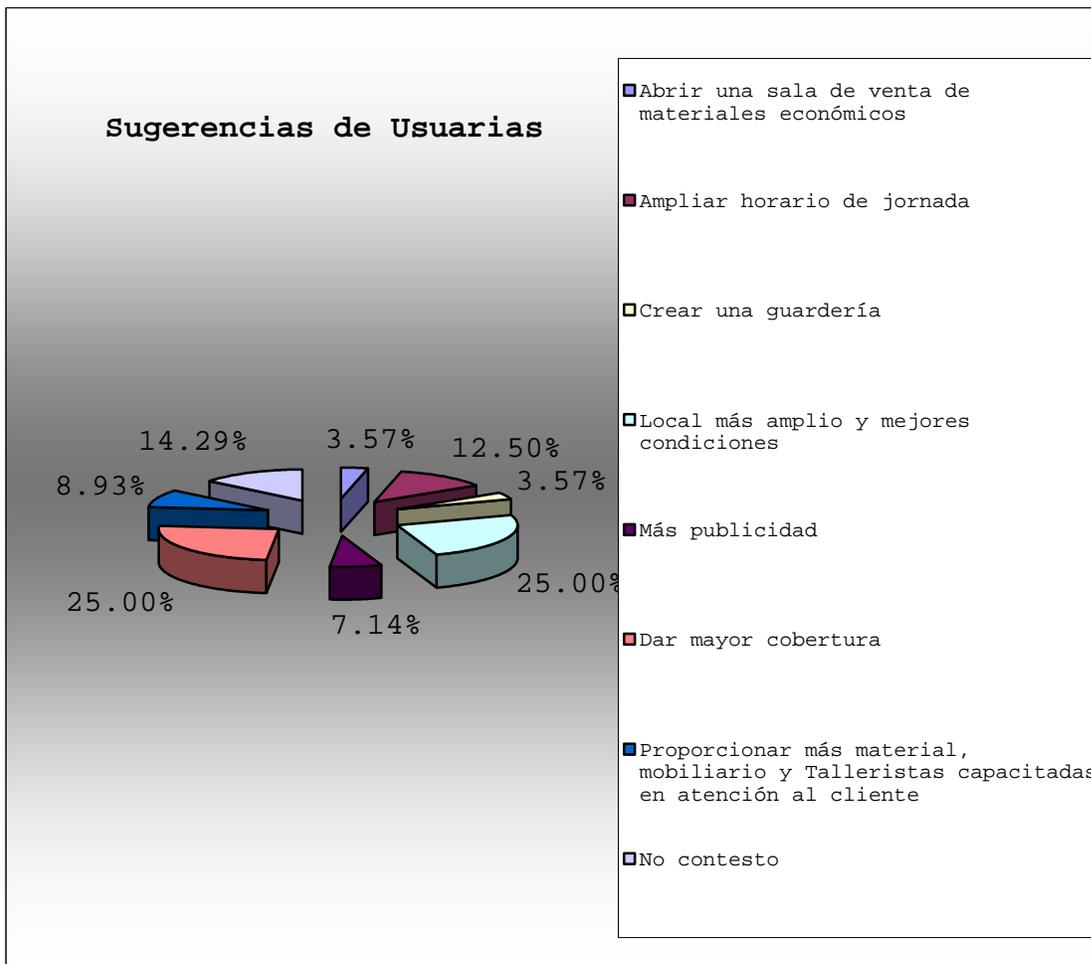 Sugerencias de Usuarias
14.29%
3.57%
12.50%
3.57%
8.93%
25.00%
25.00%
7.14%
Abrir una sala de venta de
materiales económicos
Ampliar horario de jornada
Crear una guardería
Local más amplio y mejores
condiciones
Más publicidad
Dar mayor cobertura
Proporcionar más material,
mobiliario y Talleristas capacitadas
en atención al cliente
No contesto